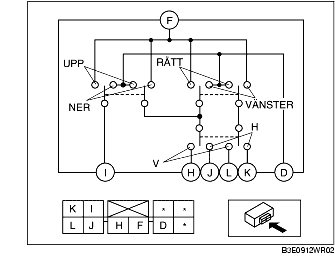 F
UPP
RÄTT
NER
VÄNSTER
H
V
I
H
J
L
K
D
K I * *
L J H F D *
B3E0912WR02